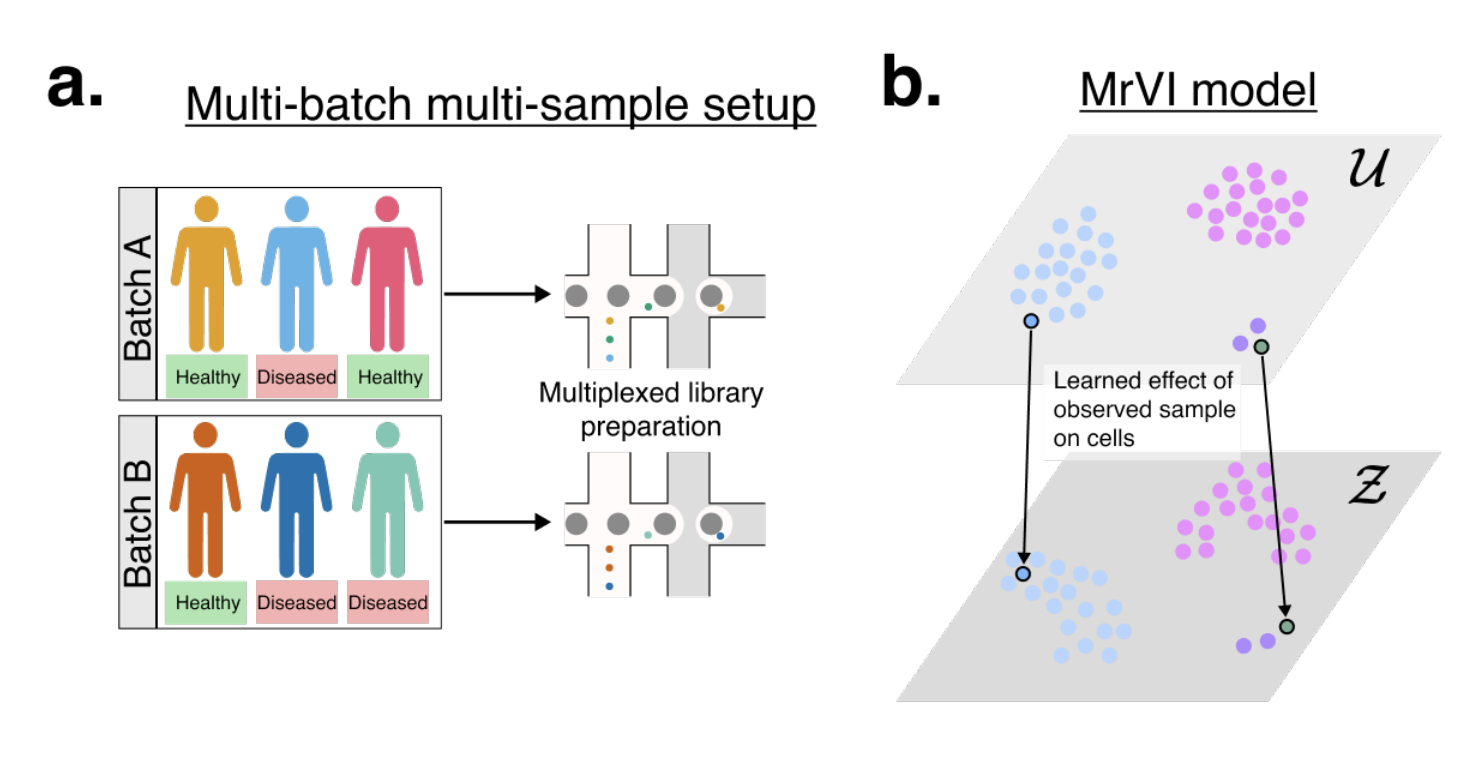 a.
Multi-batch multi-sample setup
Batch A
Healthy
Diseased
Healthy
Multiplexed library
preparation
Batch B
Healthy
Diseased
Diseased
b.
MrVI model
U
Learned effect of
observed sample
on cells
Z